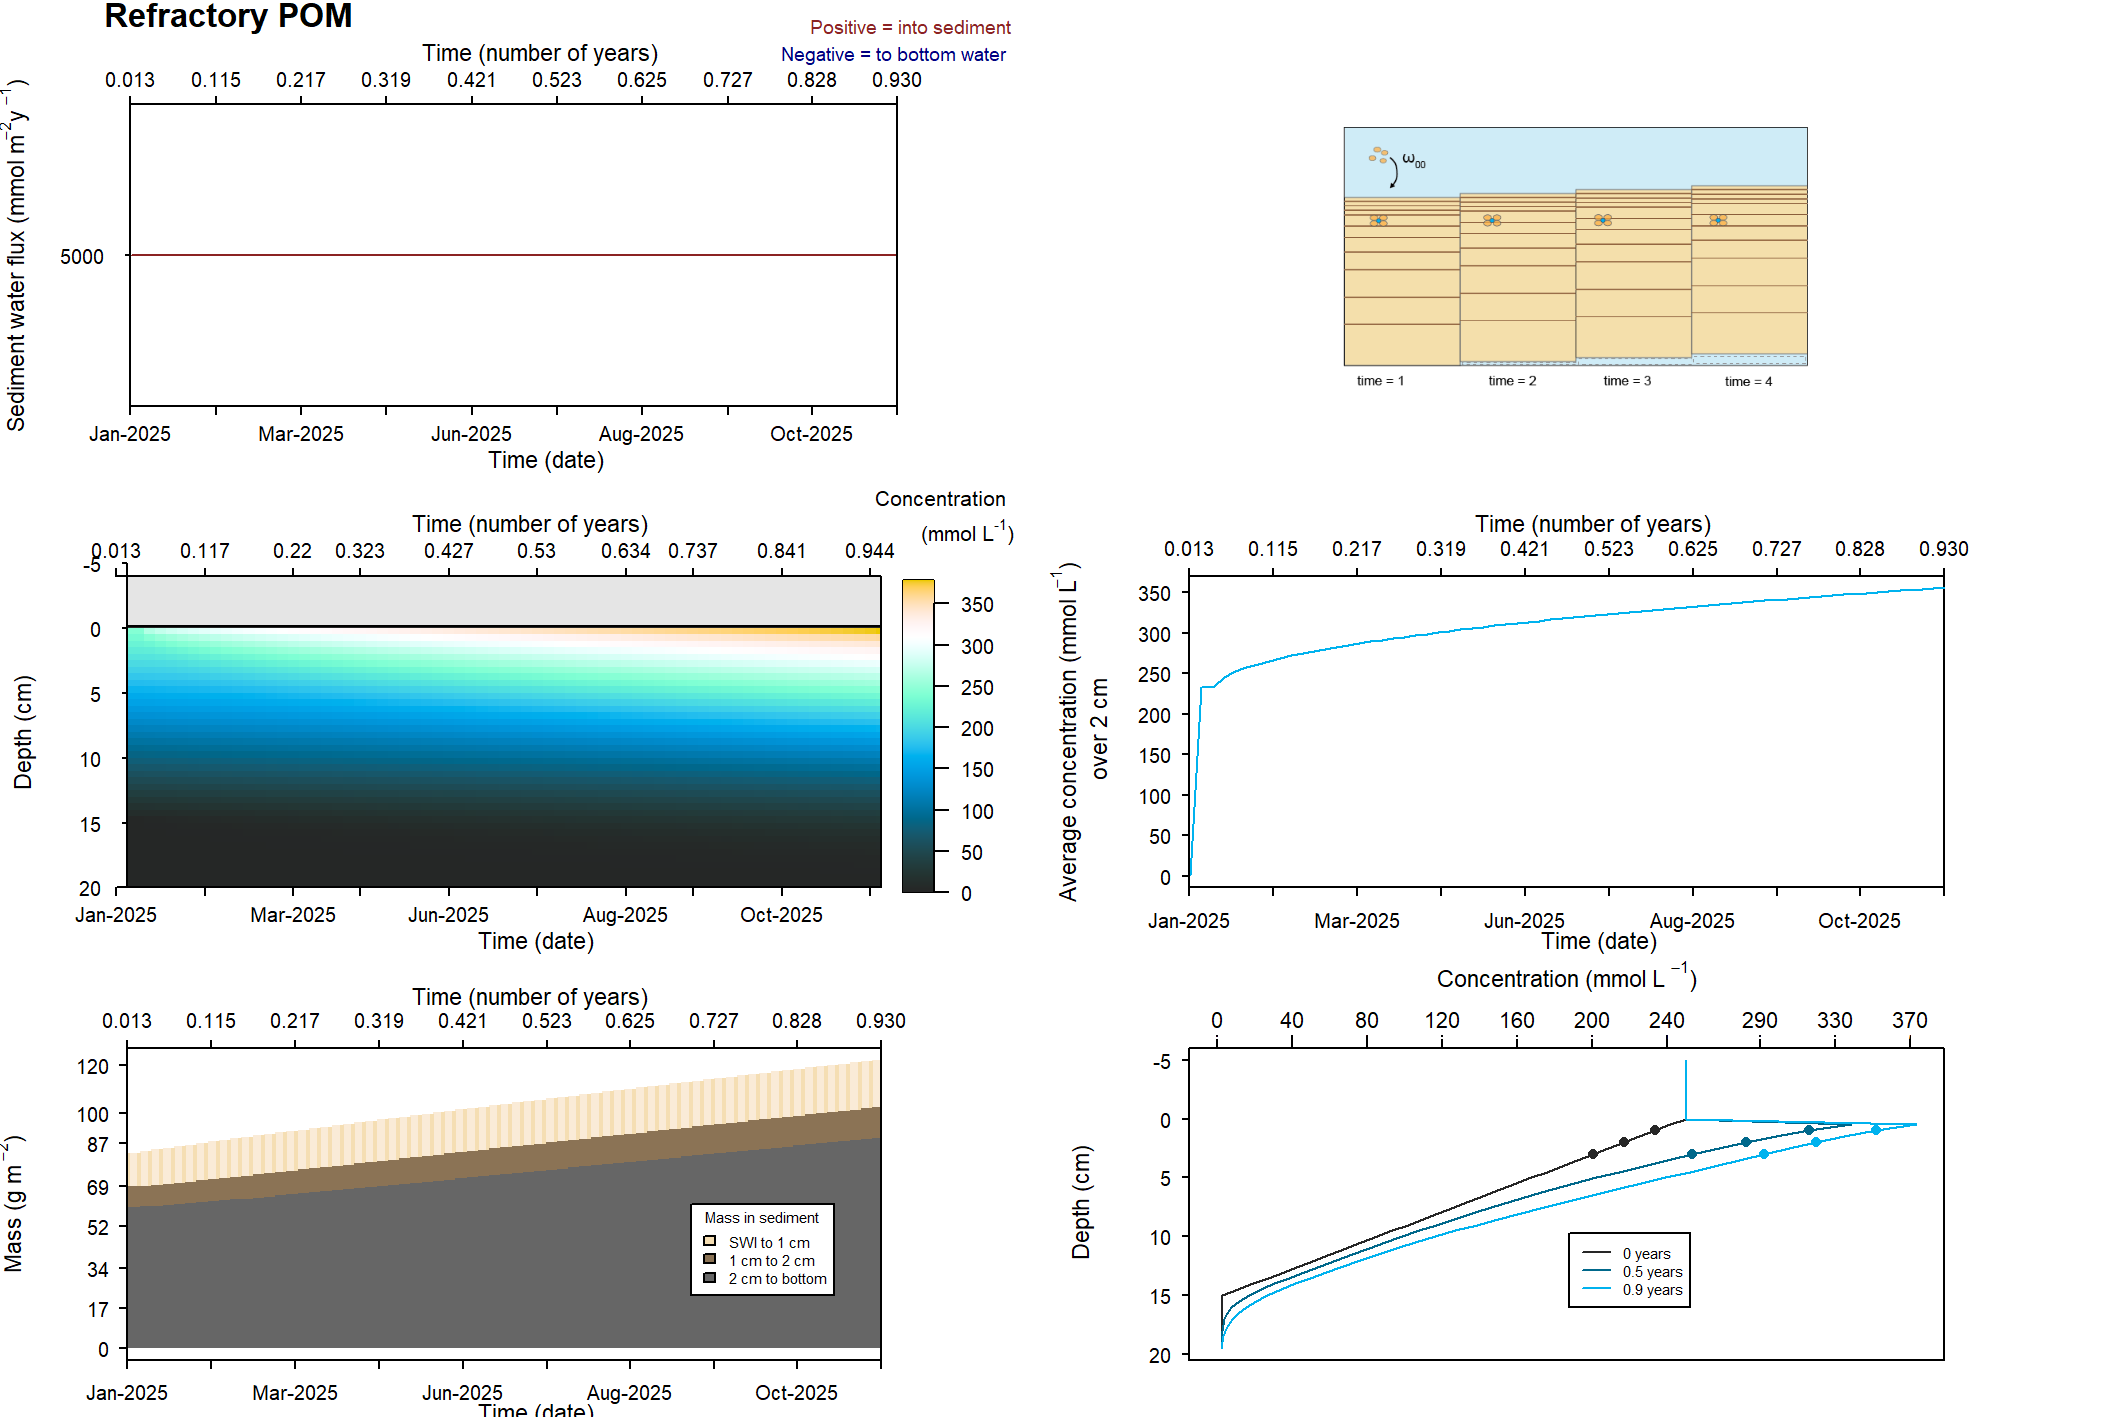 Refractory POM
Positive = into sediment
Negative = to bottom water
Time (number of years)
0.013 0.115 0.217 0.319 0.421 0.523 0.625 0.727 0.828 0.930
Sediment water flux (mmol m⁻²y⁻¹)
5000
Jan-2025 Mar-2025 Jun-2025 Aug-2025 Oct-2025
Time (date)
ω₀₀
time = 1 time = 2 time = 3 time = 4
Concentration
(mmol L⁻¹)
Time (number of years)
0.013 0.117 0.22 0.323 0.427 0.53 0.634 0.737 0.841 0.944
Depth (cm)
-5
0
5
10
15
20
350
300
250
200
150
100
50
0
Jan-2025 Mar-2025 Jun-2025 Aug-2025 Oct-2025
Time (date)
Time (number of years)
0.013 0.115 0.217 0.319 0.421 0.523 0.625 0.727 0.828 0.930
Average concentration (mmol L⁻¹)
over 2 cm
350
300
250
200
150
100
50
0
Jan-2025 Mar-2025 Jun-2025 Aug-2025 Oct-2025
Time (date)
Time (number of years)
0.013 0.115 0.217 0.319 0.421 0.523 0.625 0.727 0.828 0.930
Mass (g m⁻²)
120
100
87
69
52
34
17
0
Mass in sediment
SWI to 1 cm
1 cm to 2 cm
2 cm to bottom
Jan-2025 Mar-2025 Jun-2025 Aug-2025 Oct-2025
Time (date)
Concentration (mmol L⁻¹)
0 40 80 120 160 200 240 290 330 370
Depth (cm)
-5
0
5
10
15
20
0 years
0.5 years
0.9 years